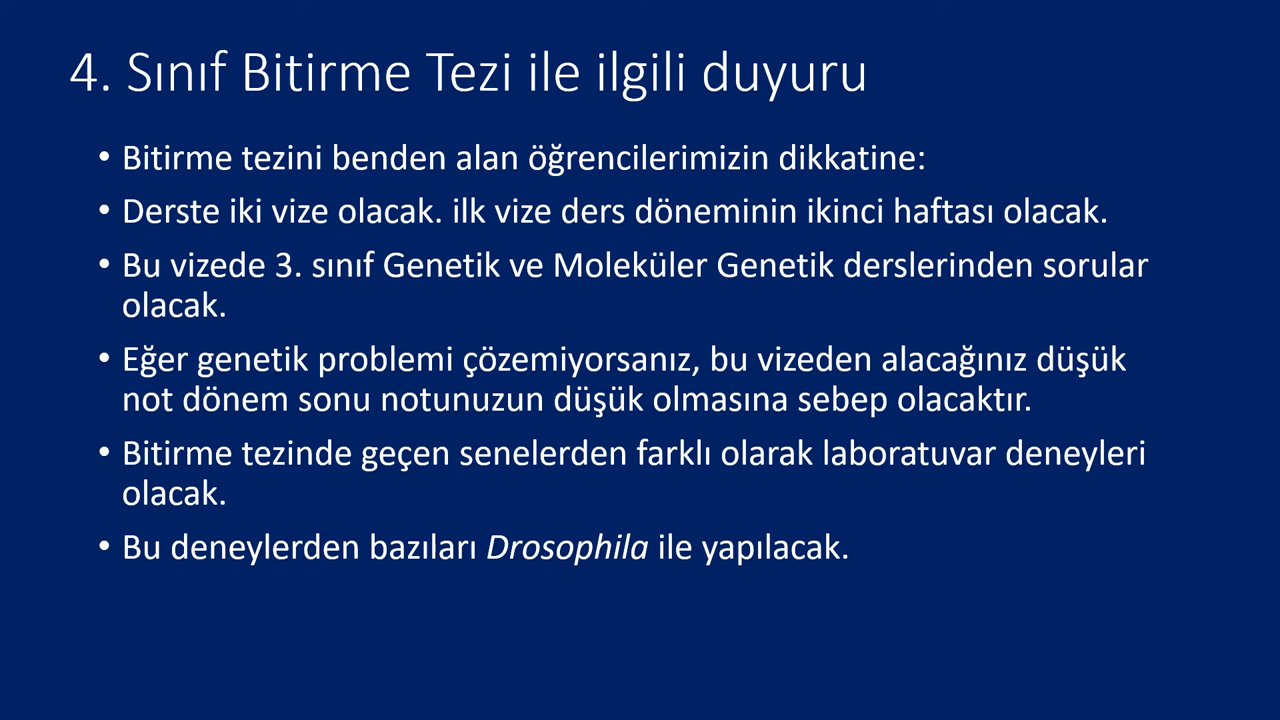 4. Sınıf Bitirme Tezi ile ilgili duyuru
• Bitirme tezini benden alan öğrencilerimizin dikkatine:
• Derste iki vize olacak. ilk vize ders döneminin ikinci haftası olacak.
• Bu vizede 3. sınıf Genetik ve Moleküler Genetik derslerinden sorular
olacak.
• Eğer genetik problemi çözemiyorsanız, bu vizeden alacağınız düşük
not dönem sonu notunuzun düşük olmasına sebep olacaktır.
• Bitirme tezinde geçen senelerden farklı olarak laboratuvar deneyleri
olacak.
• Bu deneylerden bazıları Drosophila ile yapılacak.